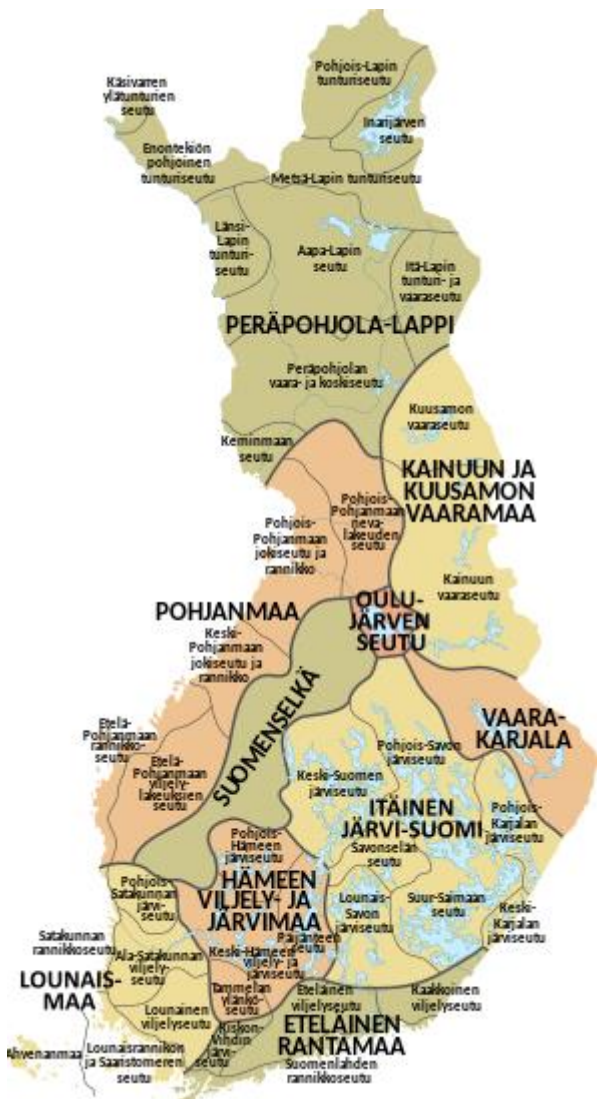 Pohjois-Lapin
tunturiseutu
Käsivarren
ylätunturien
seutu
Inarijärven
seutu
Enontekiön
pohjoinen
tunturiseutu
Metsä-Lapin tunturiseutu
Länsi-
Lapin
tunturi-
seutu
Aapa-Lapin
seutu
Itä-Lapin
tunturi- ja
vaaraseutu
PERÄPOHJOLA-LAPPI
Peräpohjolan
vaara- ja koskiseutu
Kuusamon
vaaraseutu
Keminmaan
seutu
KAINUUN JA
KUUSAMON
VAARAMAA
Pohjois-
Pohjanmaan
neva-
lakeuden
seutu
Pohjois-
Pohjanmaan
jokiseutu ja
rannikko
Kainuun
vaaraseutu
OULU-
JÄRVEN
SEUTU
POHJANMAA
Keski-
Pohjanmaan
jokiseutu ja
rannikko
SUOMENSELKÄ
VAARA-
KARJALA
Etelä-
Pohjanmaan
rannikko-
seutu
Etelä-
Pohjanmaan
viljely-
lakeuksien
seutu
Pohjois-Savon
järviseutu
Keski-Suomen
järviseutu
ITÄINEN
JÄRVI-SUOMI
Pohjois-
Karjalan
järviseutu
Savonselän
seutu
Pohjois-
Hämeen
järviseutu
HÄMEEN
VILJELY- JA
JÄRVIMAA
Pohjois-
Satakunnan
järvi-
seutu
Lounais-
Savon
järviseutu
Suur-Saimaan
seutu
Keski-
Karjalan
järviseutu
Satakunnan
rannikkoseutu
Ala-Satakunnan
viljely-
seutu
Päijänteen
seutu
Keski-Hämeen
viljely- ja
järviseutu
LOUNAIS-
MAA
Tammelan
ylänkö-
seutu
Eteläinen
viljelyseutu
Kaakkoinen
viljelyseutu
Lounainen
viljelyseutu
Kiskon-
Vihdin
järvi-
seutu
ETELÄINEN
RANTAMAA
Suomenlahden
rannikkoseutu
Ahvenanmaa
Lounaisrannikon
ja Saaristomeren
seutu